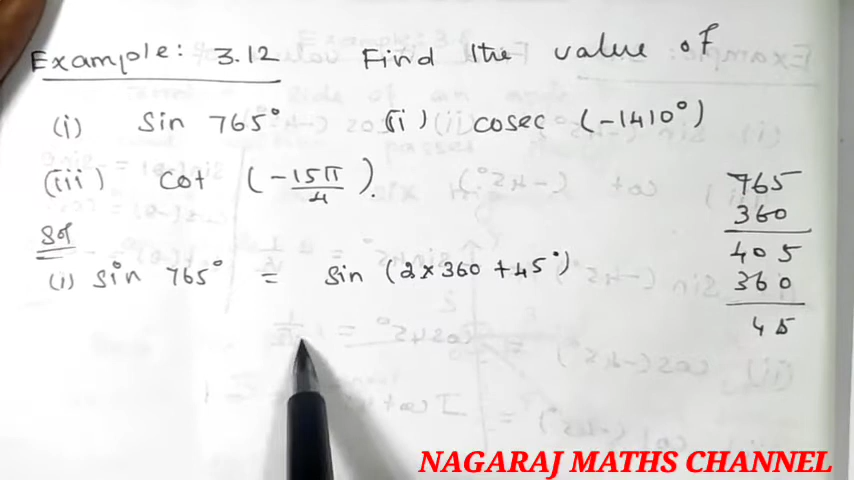 Example: 3.12 Find the value of
(i) sin 765° (ii) cosec (-1410°)
(iii) cot (-15π/4).
Sol
(i) sin 765° = sin (2×360 +45°)
765
360
405
360
45
NAGARAJ MATHS CHANNEL